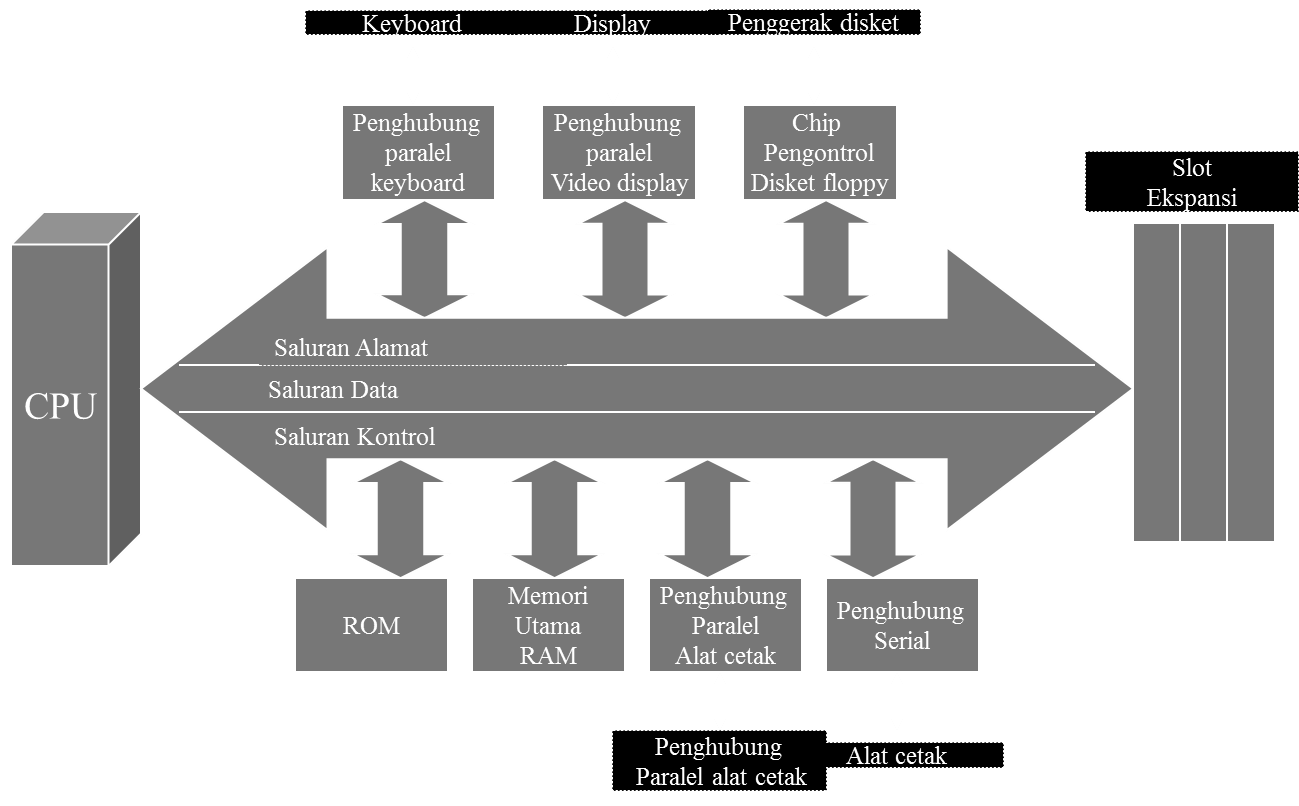 Keyboard
Display
Penggerak disket
Penghubung
paralel
keyboard
Penghubung
paralel
Video display
Chip
Pengontrol
Disket floppy
Slot
Ekspansi
CPU
Saluran Alamat
Saluran Data
Saluran Kontrol
ROM
Memori
Utama
RAM
Penghubung
Paralel
Alat cetak
Penghubung
Serial
Penghubung
Paralel alat cetak
Alat cetak